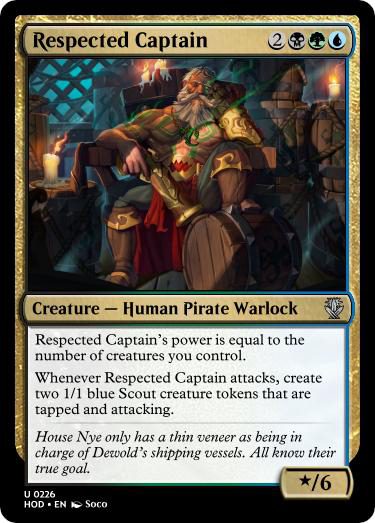 Respected Captain 2
Creature — Human Pirate Warlock
Respected Captain's power is equal to the
number of creatures you control.
Whenever Respected Captain attacks, create
two 1/1 blue Scout creature tokens that are
tapped and attacking.
House Nye only has a thin veneer as being in
charge of Dewold's shipping vessels. All know their
true goal.
★/6
U 0226
HOD • EN Soco